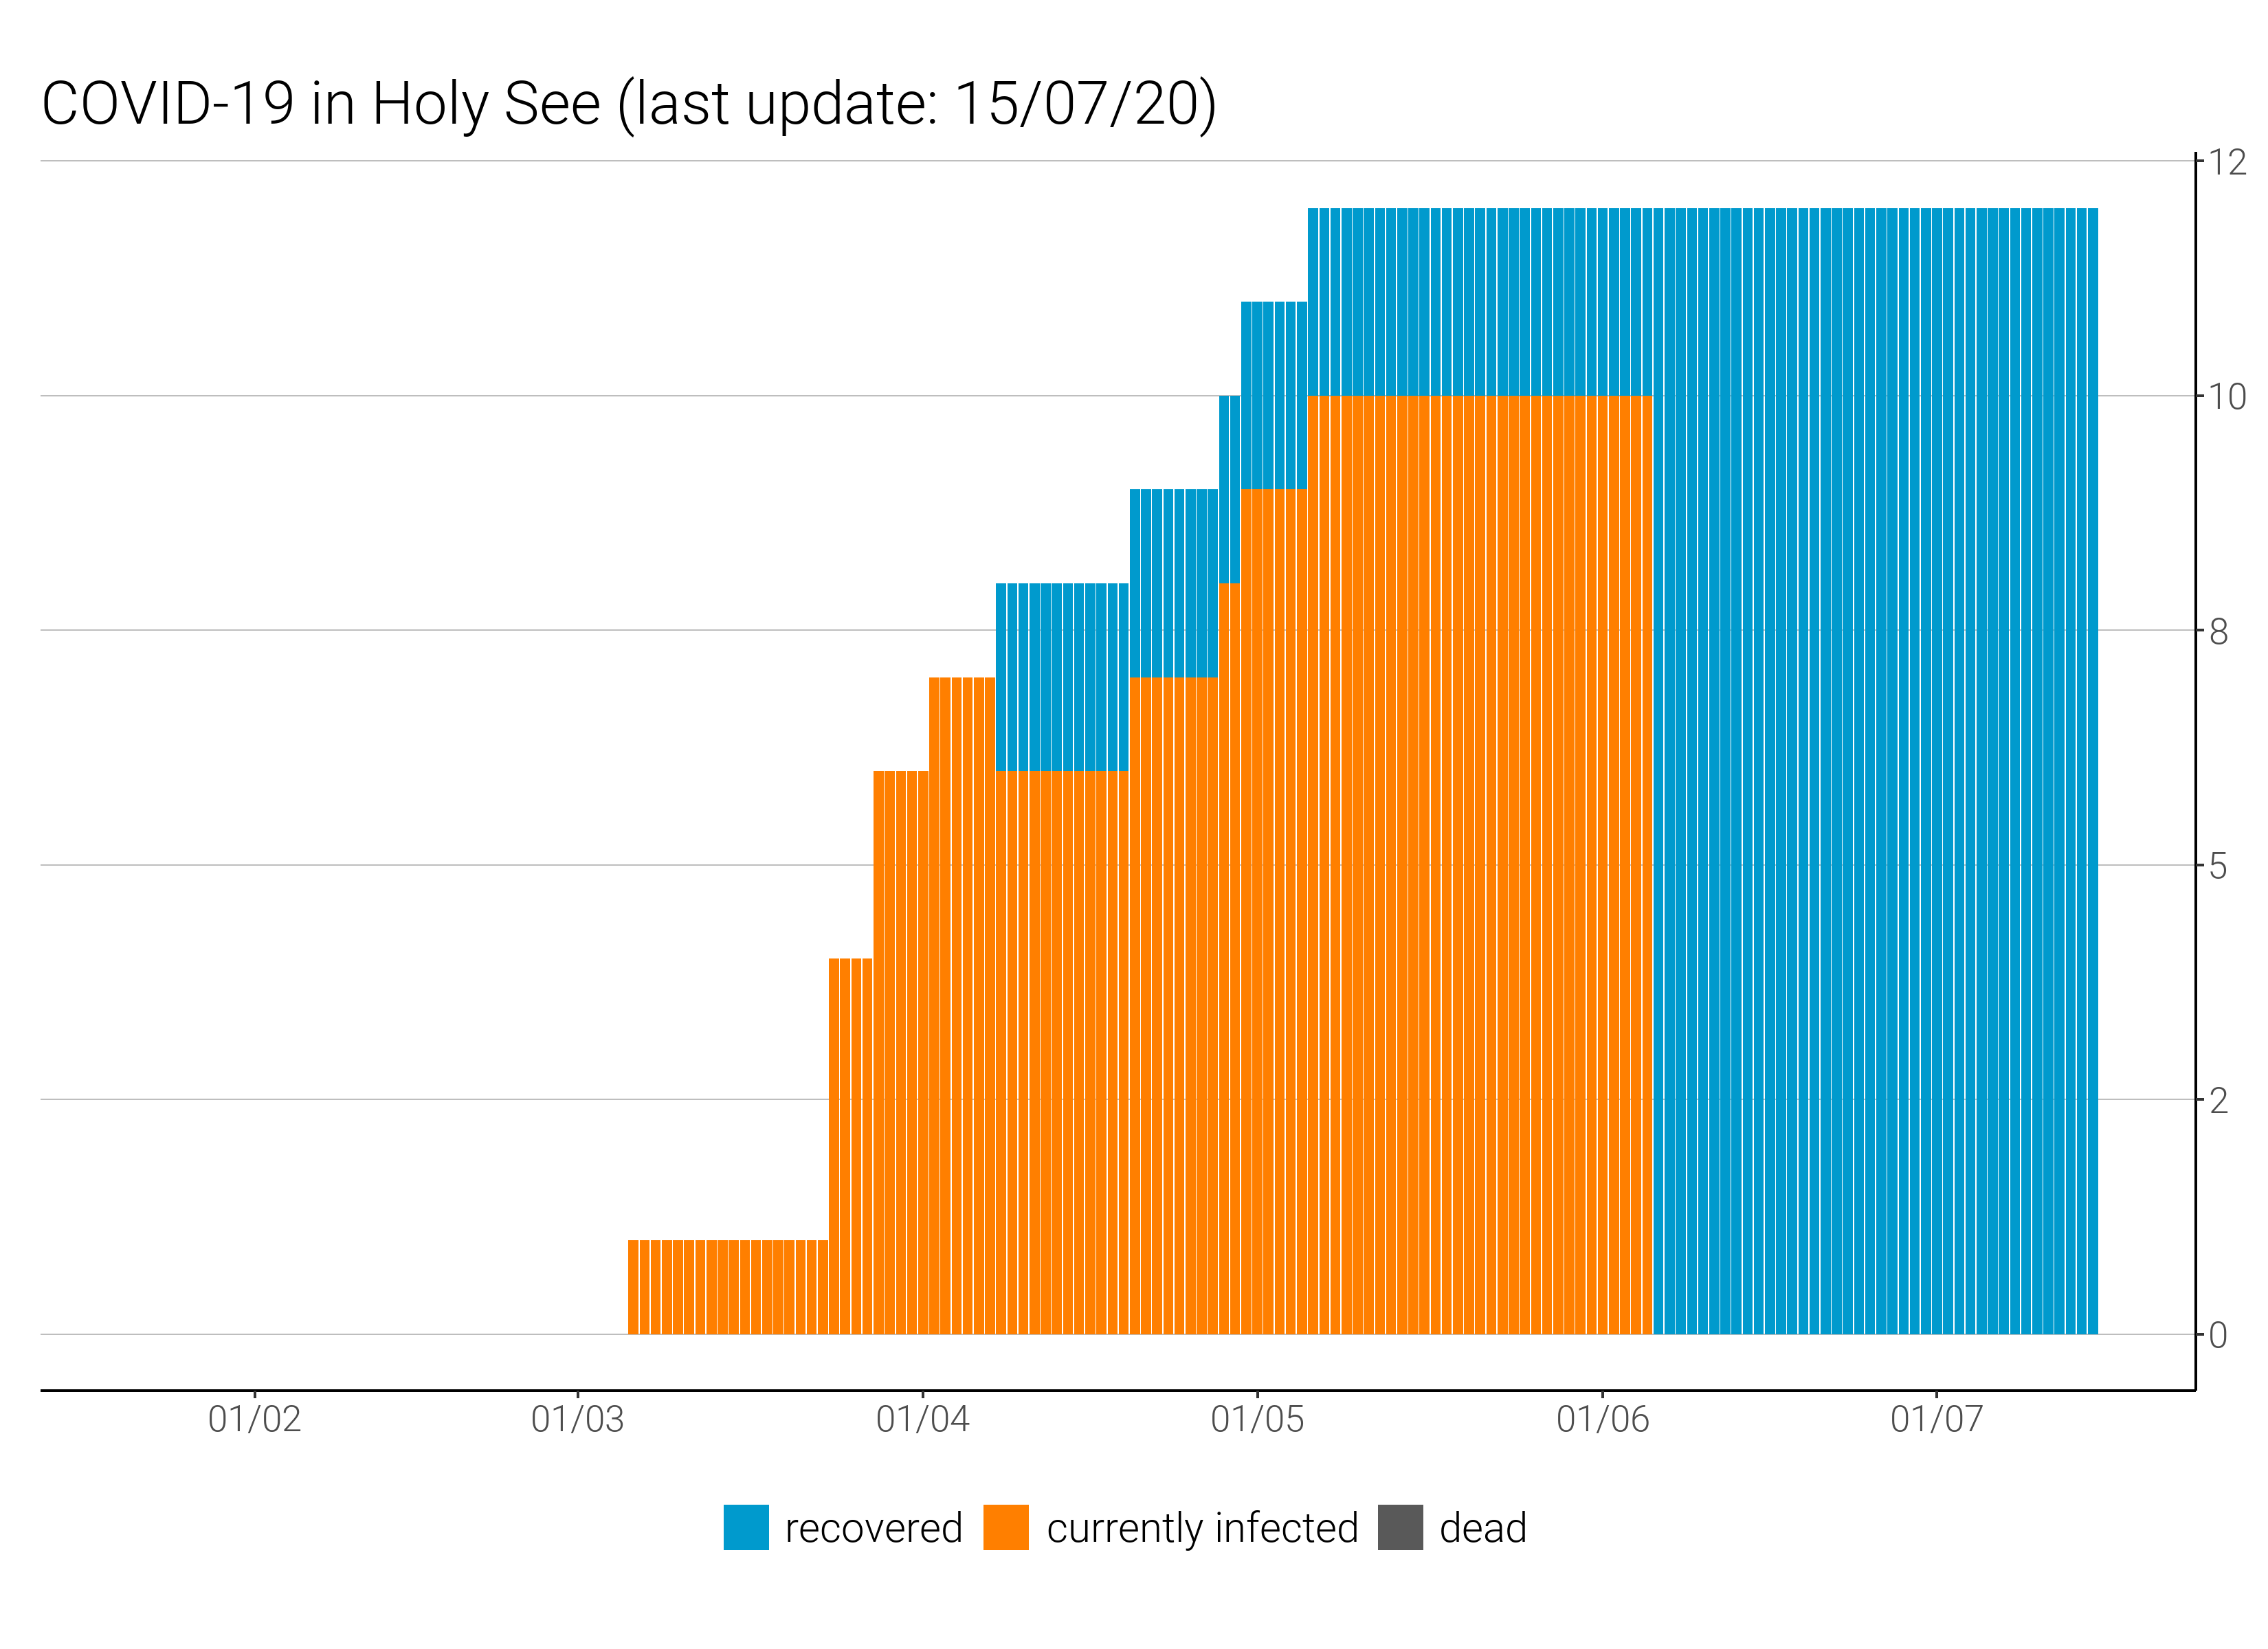 COVID-19 in Holy See (last update: 15/07/20)
12
10
8
5
2
0
01/02 01/03 01/04 01/05 01/06 01/07
recovered currently infected dead